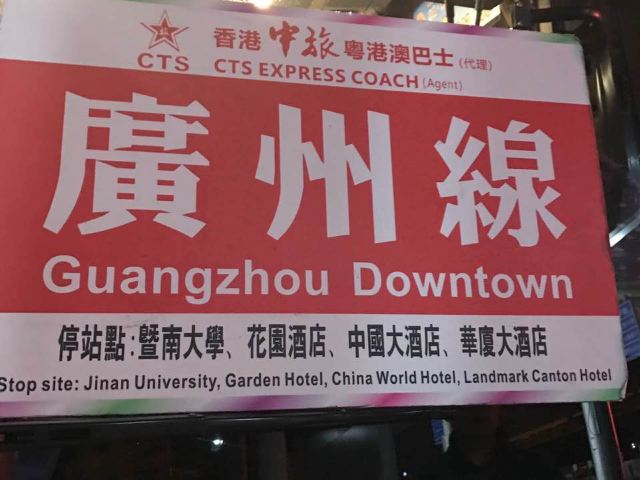 香港中旅粵港澳巴士(代理)
CTS
CTS EXPRESS COACH (Agent)
廣州線
Guangzhou Downtown
停站點:暨南大學、花園酒店、中國大酒店、華廈大酒店
Stop site: Jinan University, Garden Hotel, China World Hotel, Landmark Canton Hotel